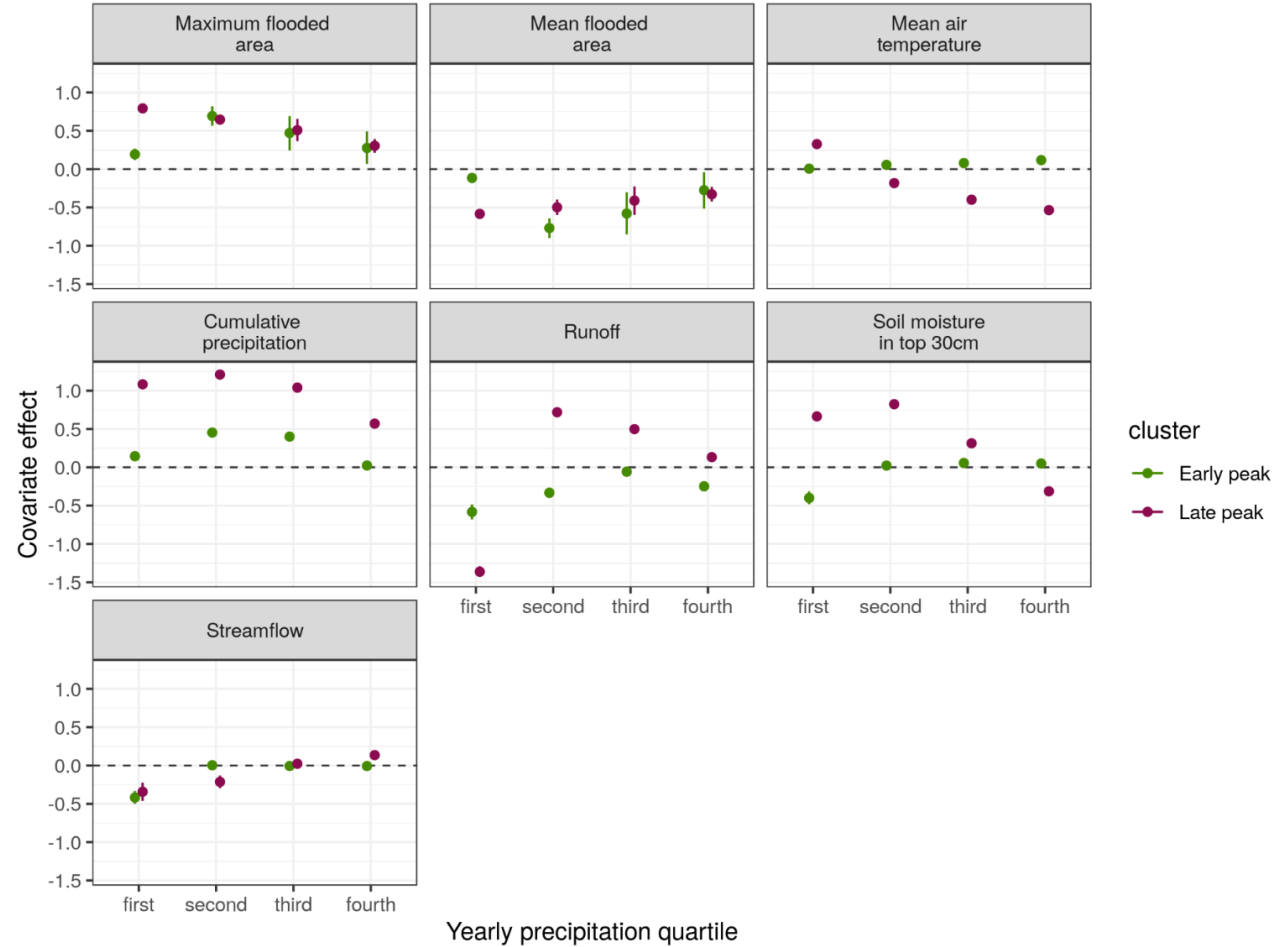 Maximum flooded
area
Mean flooded
area
Mean air
temperature
1.0
0.5
0.0
-0.5
-1.0
-1.5
Cumulative
precipitation
Runoff
Soil moisture
in top 30cm
1.0
0.5
0.0
-0.5
-1.0
-1.5
first second third fourth
first second third fourth
Streamflow
1.0
0.5
0.0
-0.5
-1.0
-1.5
first second third fourth
Covariate effect
Yearly precipitation quartile
cluster
Early peak
Late peak